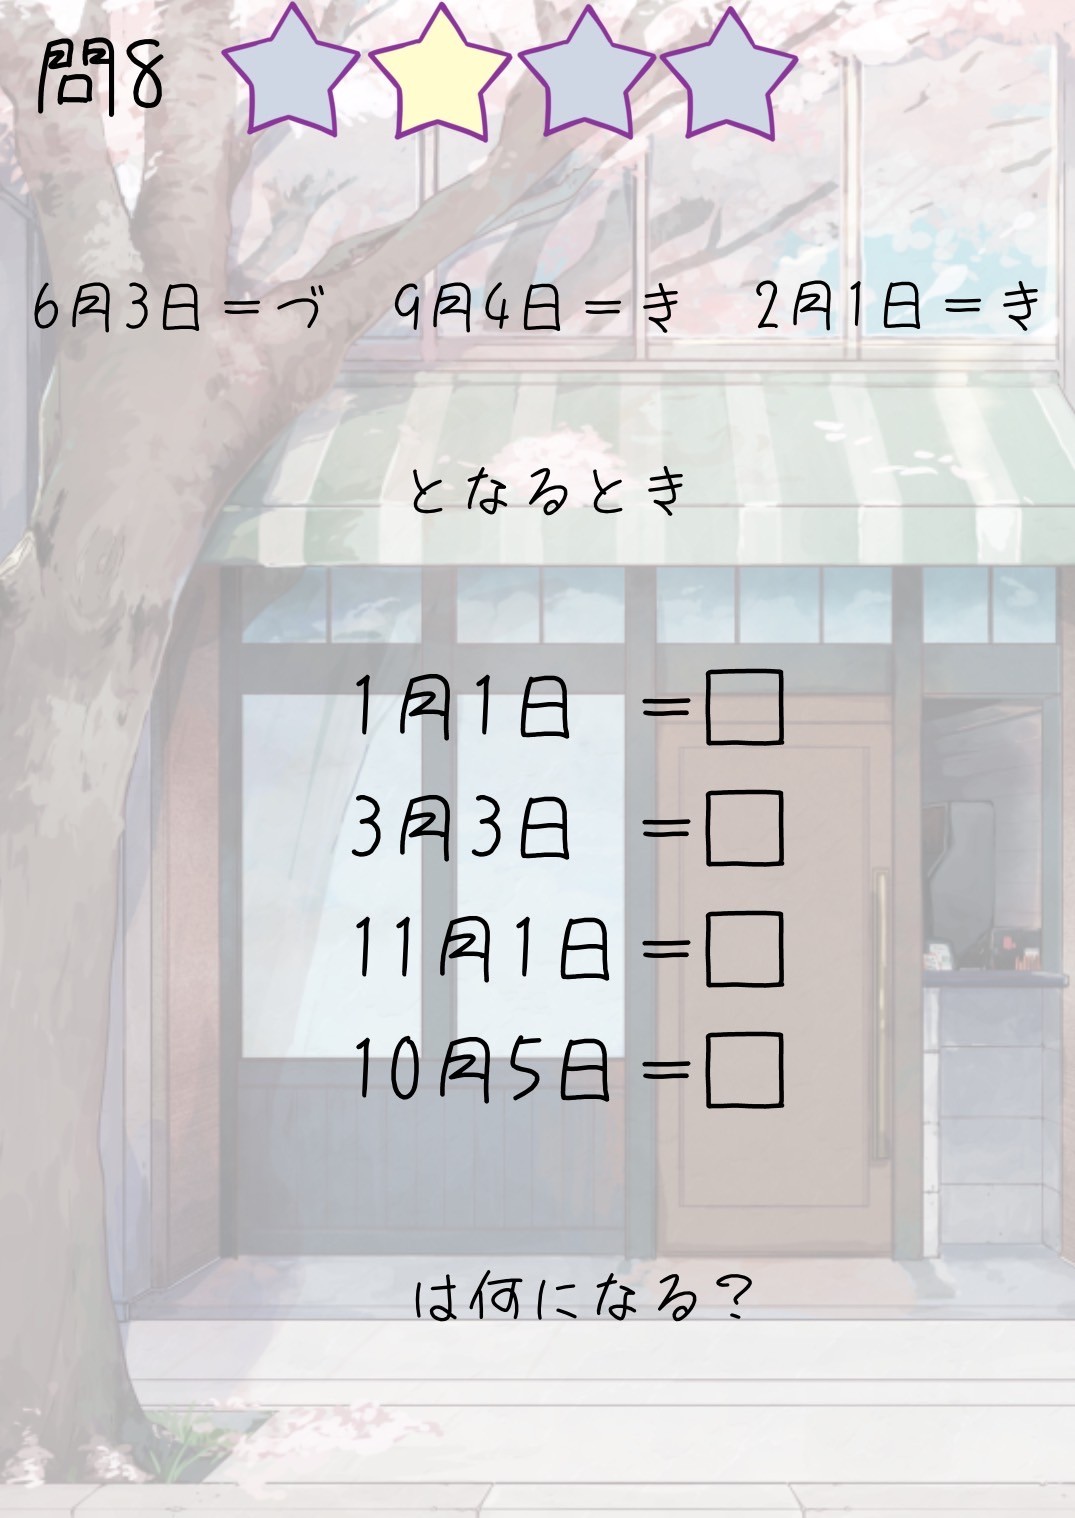 問8
6月3日=づ 9月4日=き 2月1日=き
となるとき
1月1日 =□
3月3日 =□
11月1日 =□
10月5日 =□
は何になる?